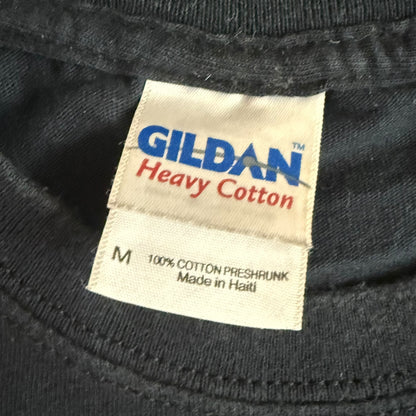 GILDAN™
Heavy Cotton
M 100% COTTON PRESHRUNK
Made in Haiti